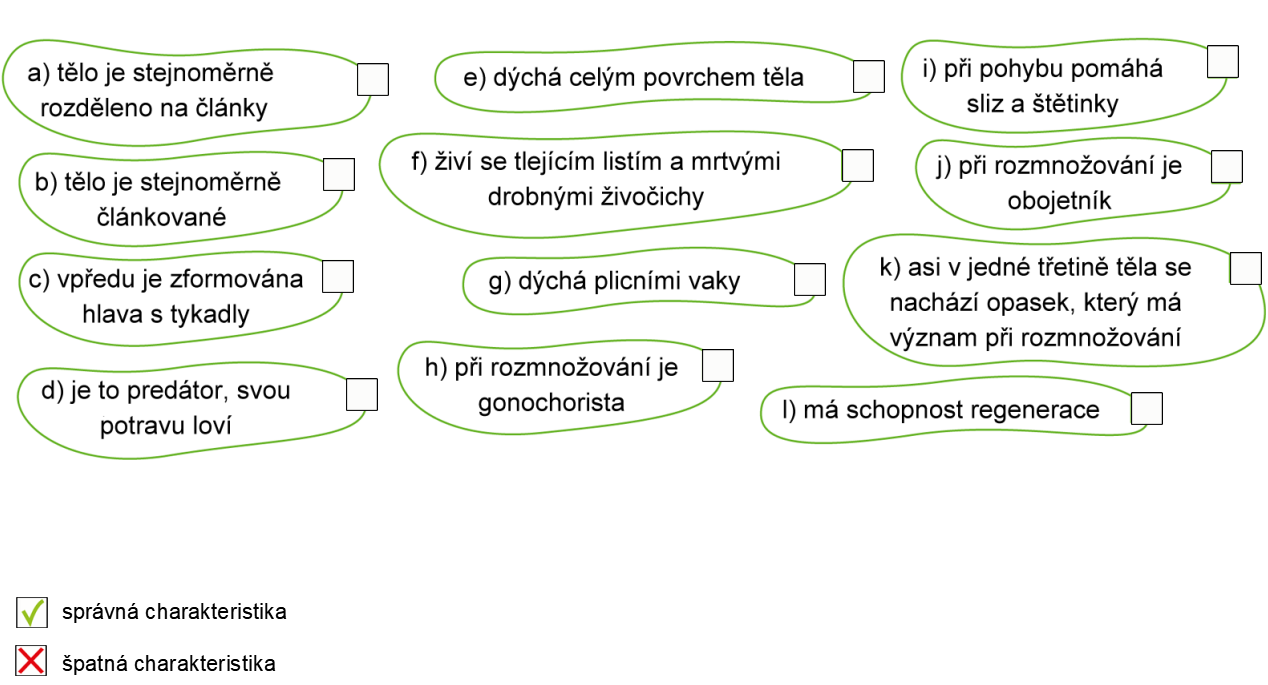 a) tělo je stejnoměrně
rozděleno na články
b) tělo je stejnoměrně
článkované
c) vpředu je zformována
hlava s tykadly
d) je to predátor, svou
potravu loví
e) dýchá celým povrchem těla
f) živí se tlejícím listím a mrtvými
drobnými živočichy
g) dýchá plicními vaky
h) při rozmnožování je
gonochorista
i) při pohybu pomáhá
sliz a štětinky
j) při rozmnožování je
obojetník
k) asi v jedné třetině těla se
nachází opasek, který má
význam při rozmnožování
l) má schopnost regenerace
správná charakteristika
špatná charakteristika